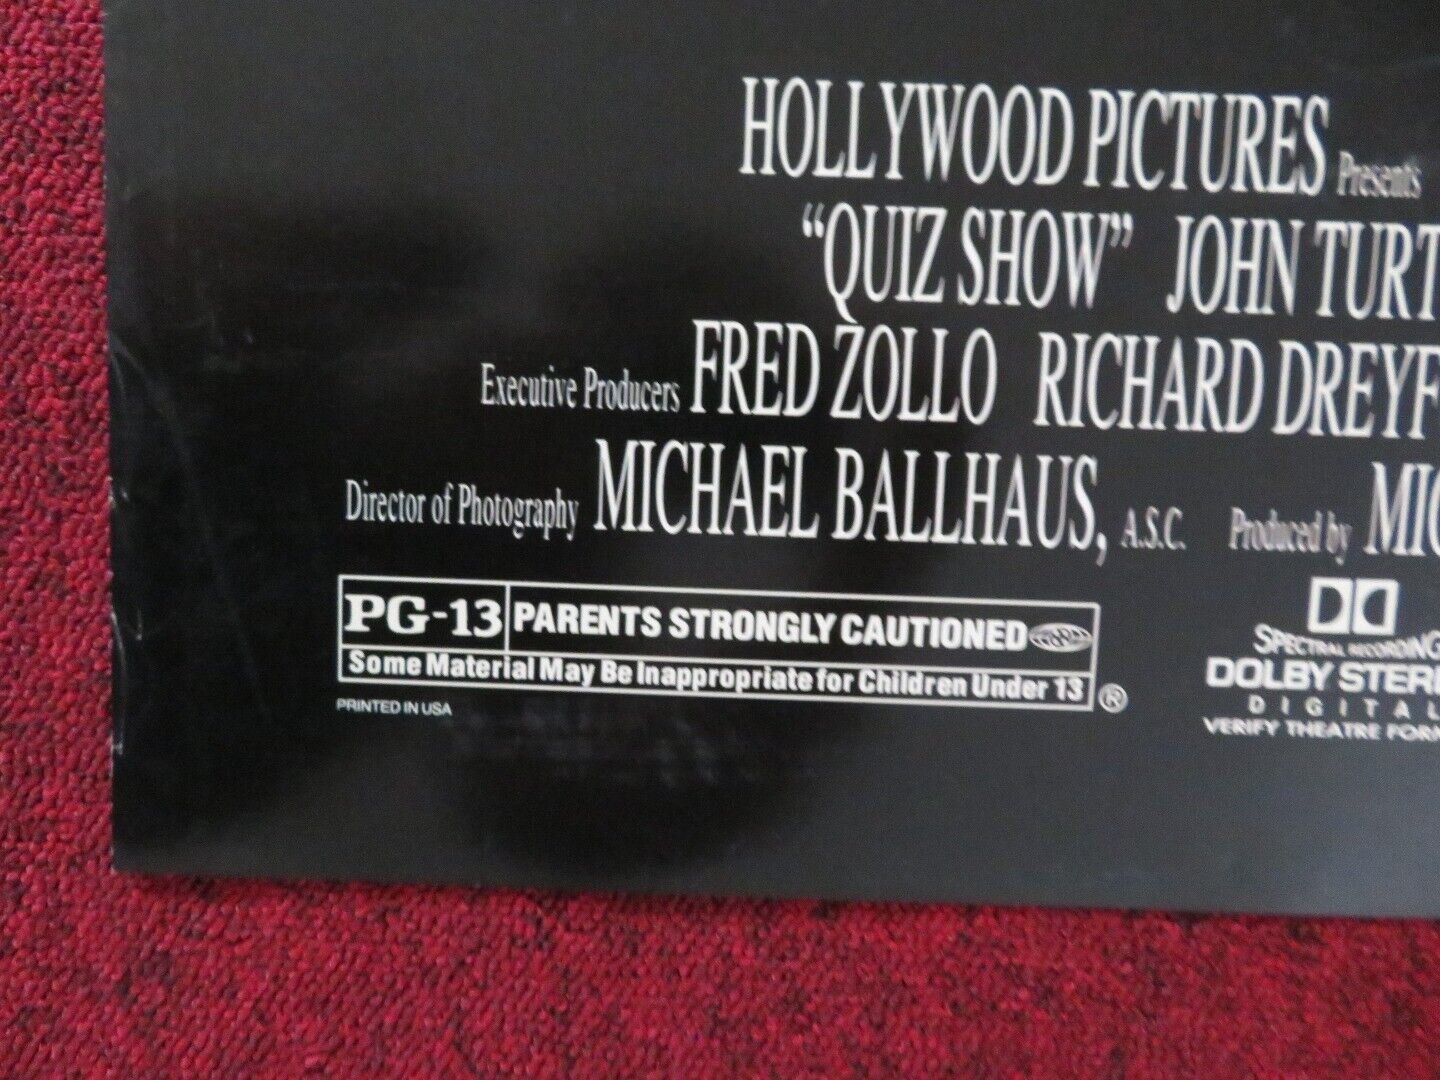 HOLLYWOOD PICTURES Presents
“QUIZ SHOW” JOHN TURT
Executive Producers FRED ZOLLO RICHARD DREYF
Director of Photography MICHAEL BALLHAUS, A.S.C. Produced by MIC
PG-13 PARENTS STRONGLY CAUTIONED
Some Material May Be Inappropriate for Children Under 13 ®
PRINTED IN USA
SPECTRAL RECORDING
DOLBY STERE
DIGITAL
VERIFY THEATRE FORM